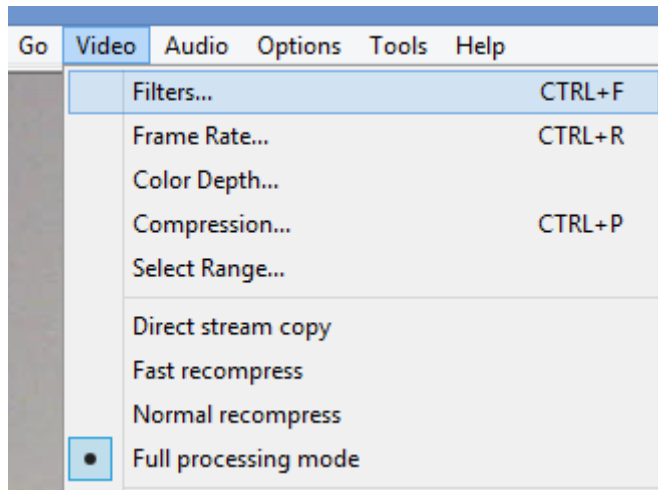 Go Video Audio Options Tools Help
Filters... CTRL+F
Frame Rate... CTRL+R
Color Depth...
Compression... CTRL+P
Select Range...
Direct stream copy
Fast recompress
Normal recompress
Full processing mode